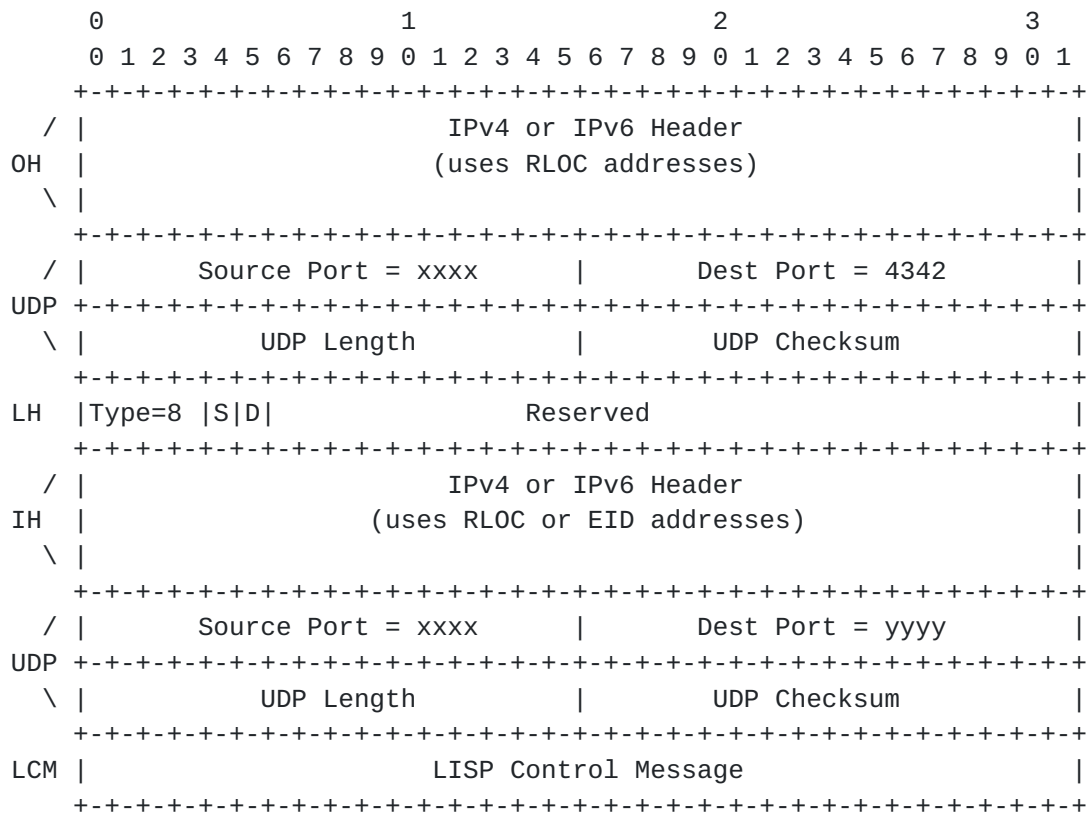 0                   1                   2                   3
      0 1 2 3 4 5 6 7 8 9 0 1 2 3 4 5 6 7 8 9 0 1 2 3 4 5 6 7 8 9 0 1
     +-+-+-+-+-+-+-+-+-+-+-+-+-+-+-+-+-+-+-+-+-+-+-+-+-+-+-+-+-+-+-+-+
   / |                       IPv4 or IPv6 Header                     |
 OH  |                      (uses RLOC addresses)                    |
   \ |                                                               |
     +-+-+-+-+-+-+-+-+-+-+-+-+-+-+-+-+-+-+-+-+-+-+-+-+-+-+-+-+-+-+-+-+
   / |       Source Port = xxxx      |       Dest Port = 4342        |
 UDP +-+-+-+-+-+-+-+-+-+-+-+-+-+-+-+-+-+-+-+-+-+-+-+-+-+-+-+-+-+-+-+-+
   \ |           UDP Length          |        UDP Checksum           |
     +-+-+-+-+-+-+-+-+-+-+-+-+-+-+-+-+-+-+-+-+-+-+-+-+-+-+-+-+-+-+-+-+
 LH  |Type=8 |S|D|                Reserved                           |
     +-+-+-+-+-+-+-+-+-+-+-+-+-+-+-+-+-+-+-+-+-+-+-+-+-+-+-+-+-+-+-+-+
   / |                       IPv4 or IPv6 Header                     |
 IH  |                  (uses RLOC or EID addresses)                 |
   \ |                                                               |
     +-+-+-+-+-+-+-+-+-+-+-+-+-+-+-+-+-+-+-+-+-+-+-+-+-+-+-+-+-+-+-+-+
   / |       Source Port = xxxx      |       Dest Port = yyyy        |
 UDP +-+-+-+-+-+-+-+-+-+-+-+-+-+-+-+-+-+-+-+-+-+-+-+-+-+-+-+-+-+-+-+-+
   \ |           UDP Length          |        UDP Checksum           |
     +-+-+-+-+-+-+-+-+-+-+-+-+-+-+-+-+-+-+-+-+-+-+-+-+-+-+-+-+-+-+-+-+
 LCM |                      LISP Control Message                     |
     +-+-+-+-+-+-+-+-+-+-+-+-+-+-+-+-+-+-+-+-+-+-+-+-+-+-+-+-+-+-+-+-+